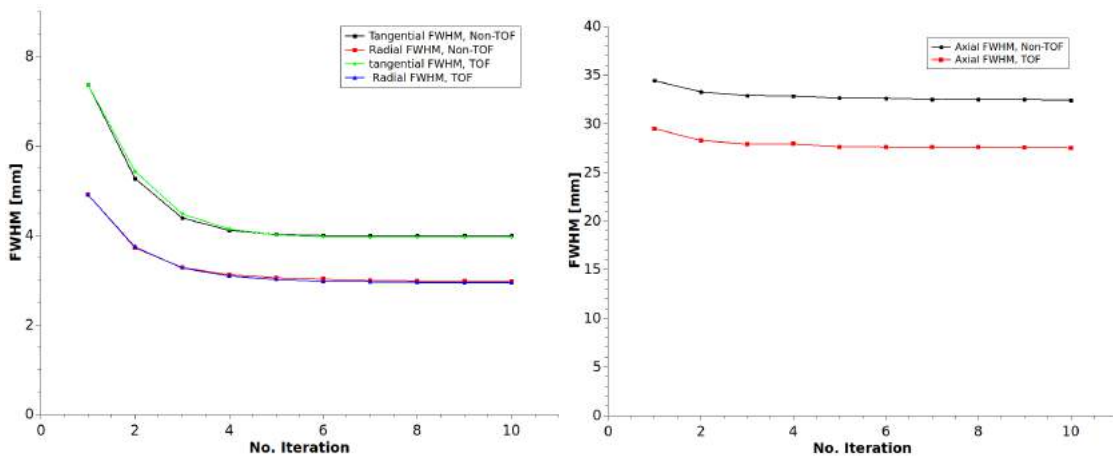 Tangential FWHM, Non-TOF
Radial FWHM, Non-TOF
tangential FWHM, TOF
Radial FWHM, TOF
FWHM [mm]
8
6
4
2
0
0 2 4 6 8 10
No. Iteration
Axial FWHM, Non-TOF
Axial FWHM, TOF
FWHM [mm]
40
35
30
25
20
15
10
5
0
0 2 4 6 8 10
No. Iteration